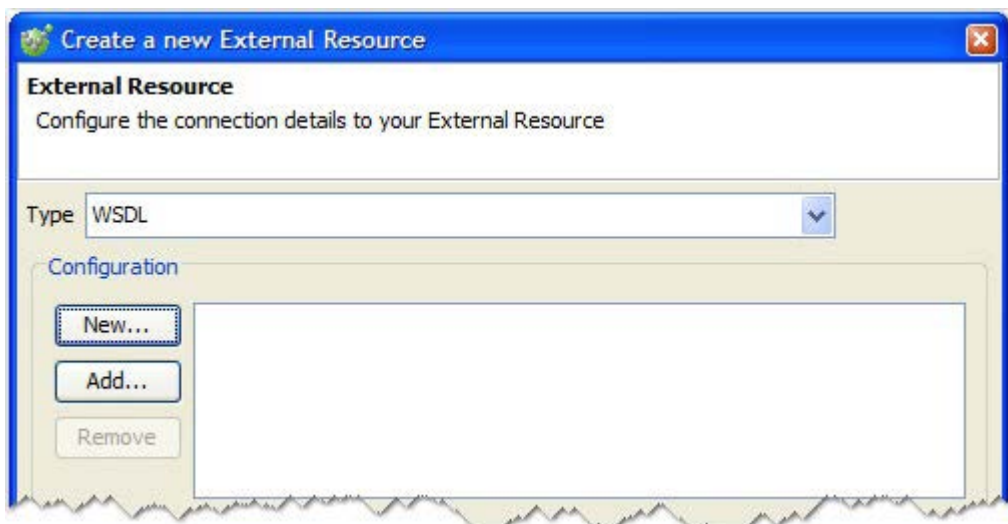 Create a new External Resource
External Resource
Configure the connection details to your External Resource
Type WSDL
Configuration
New...
Add...
Remove